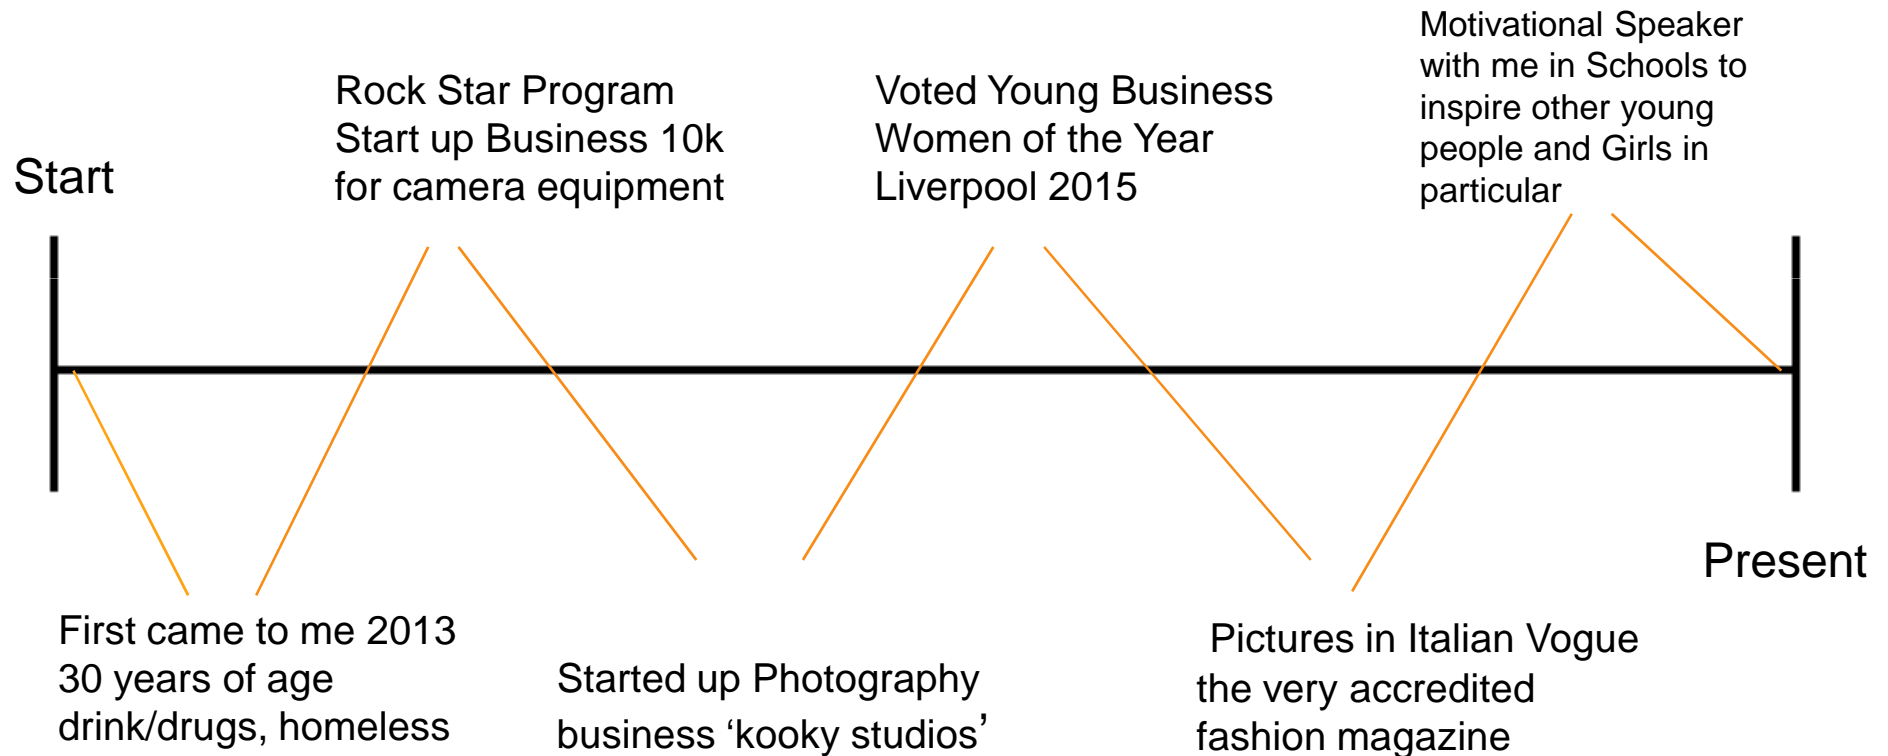 Start
First came to me 2013
30 years of age
drink/drugs, homeless
Rock Star Program
Start up Business 10k
for camera equipment
Started up Photography
business ‘kooky studios’
Voted Young Business
Women of the Year
Liverpool 2015
Pictures in Italian Vogue
the very accredited
fashion magazine
Motivational Speaker
with me in Schools to
inspire other young
people and Girls in
particular
Present